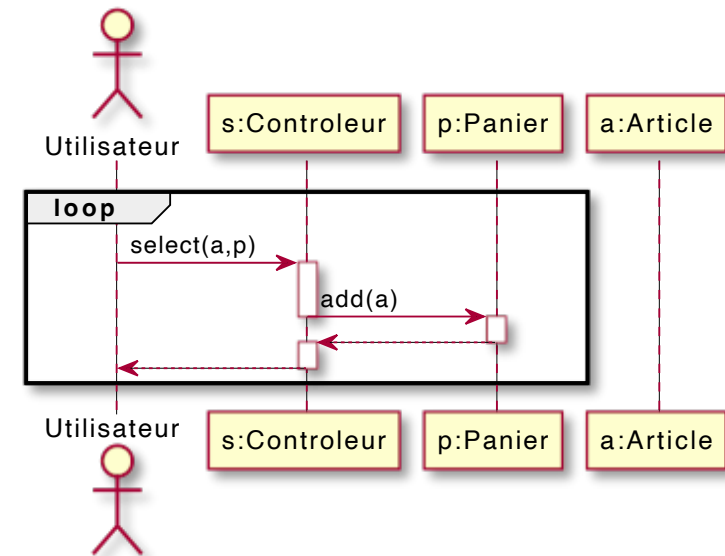 Utilisateur
s:Controleur
p:Panier
a:Article
loop
select(a,p)
add(a)
Utilisateur
s:Controleur
p:Panier
a:Article